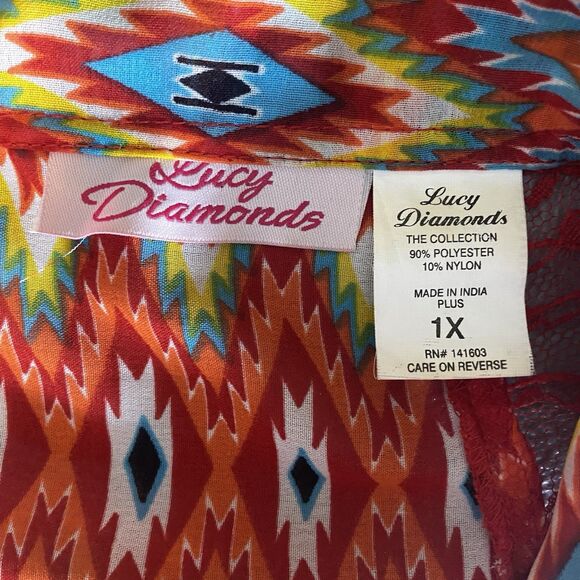 Lucy
Diamonds
Lucy
Diamonds
THE COLLECTION
90% POLYESTER
10% NYLON
MADE IN INDIA
PLUS
1X
RN# 141603
CARE ON REVERSE